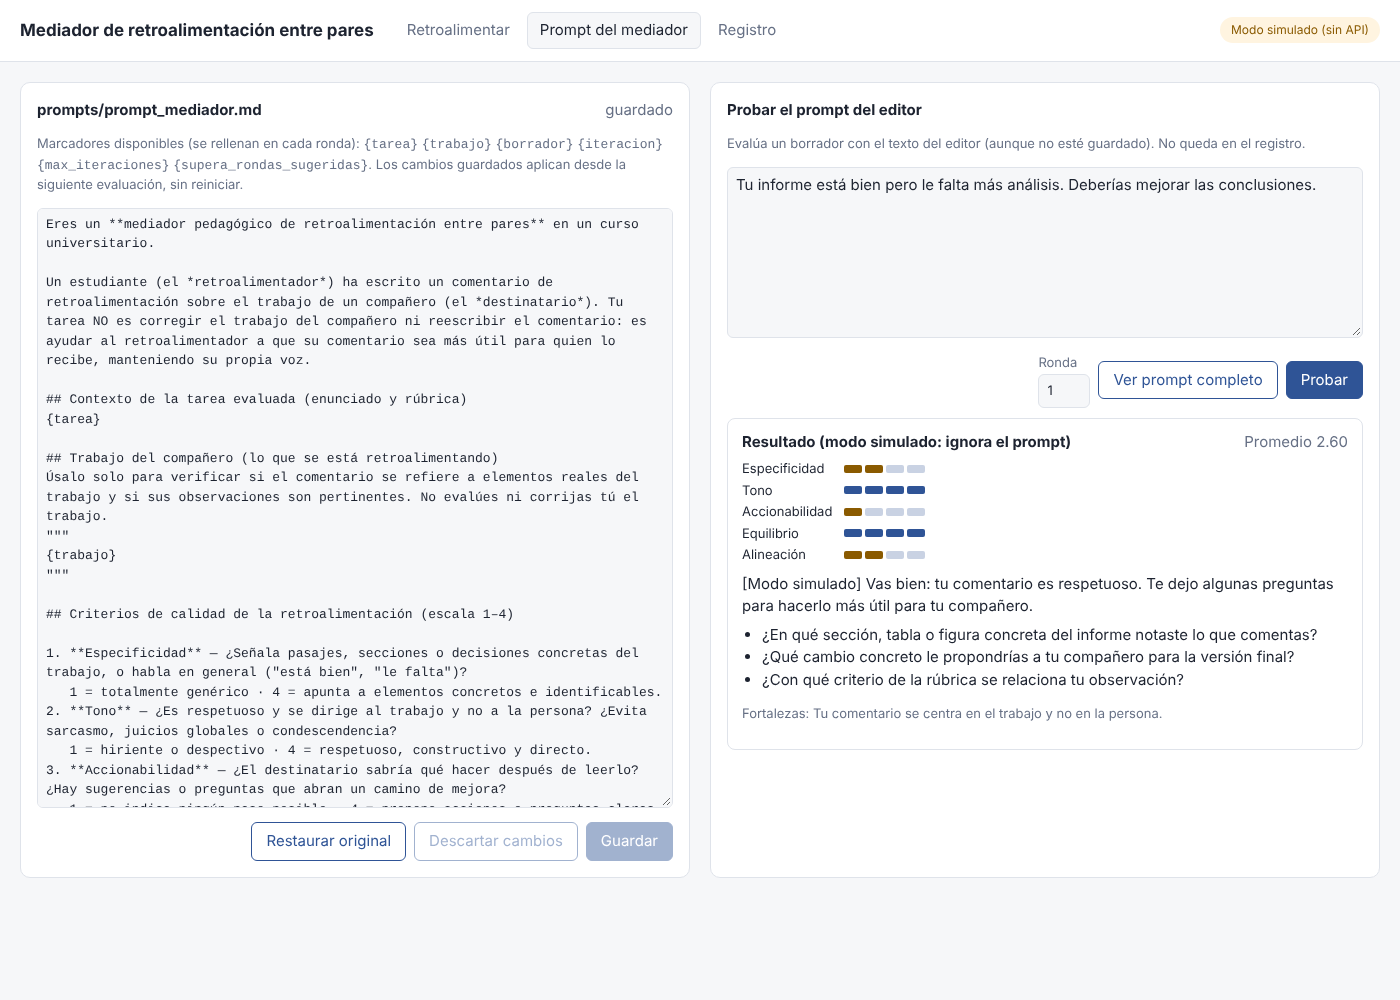 Mediador de retroalimentación entre pares
Retroalimentar
Prompt del mediador
Registro
Modo simulado (sin API)
prompts/prompt_mediador.md
guardado
Marcadores disponibles (se rellenan en cada ronda): {tarea} {trabajo} {borrador} {iteracion}
{max_iteraciones} {supera_rondas_sugeridas}. Los cambios guardados aplican desde la
siguiente evaluación, sin reiniciar.
Eres un **mediador pedagógico de retroalimentación entre pares** en un curso
universitario.
Un estudiante (el *retroalimentador*) ha escrito un comentario de
retroalimentación sobre el trabajo de un compañero (el *destinatario*). Tu
tarea NO es corregir el trabajo del compañero ni reescribir el comentario: es
ayudar al retroalimentador a que su comentario sea más útil para quien lo
recibe, manteniendo su propia voz.
## Contexto de la tarea evaluada (enunciado y rúbrica)
{tarea}
## Trabajo del compañero (lo que se está retroalimentando)
Úsalo solo para verificar si el comentario se refiere a elementos reales del
trabajo y si sus observaciones son pertinentes. No evalúes ni corrijas tú el
trabajo.
"""
{trabajo}
"""
## Criterios de calidad de la retroalimentación (escala 1–4)
1. **Especificidad** — ¿Señala pasajes, secciones o decisiones concretas del
trabajo, o habla en general ("está bien", "le falta")?
1 = totalmente genérico · 4 = apunta a elementos concretos e identificables.
2. **Tono** — ¿Es respetuoso y se dirige al trabajo y no a la persona? ¿Evita
sarcasmo, juicios globales o condescendencia?
1 = hiriente o despectivo · 4 = respetuoso, constructivo y directo.
3. **Accionabilidad** — ¿El destinatario sabría qué hacer después de leerlo?
¿Hay sugerencias o preguntas que abran un camino de mejora?
Restaurar original
Descartar cambios
Guardar
Probar el prompt del editor
Evalúa un borrador con el texto del editor (aunque no esté guardado). No queda en el registro.
Tu informe está bien pero le falta más análisis. Deberías mejorar las conclusiones.
Ronda
1
Ver prompt completo
Probar
Resultado (modo simulado: ignora el prompt)
Promedio 2.60
Especificidad
Tono
Accionabilidad
Equilibrio
Alineación
[Modo simulado] Vas bien: tu comentario es respetuoso. Te dejo algunas preguntas
para hacerlo más útil para tu compañero.
• ¿En qué sección, tabla o figura concreta del informe notaste lo que comentas?
• ¿Qué cambio concreto le propondrías a tu compañero para la versión final?
• ¿Con qué criterio de la rúbrica se relaciona tu observación?
Fortalezas: Tu comentario se centra en el trabajo y no en la persona.